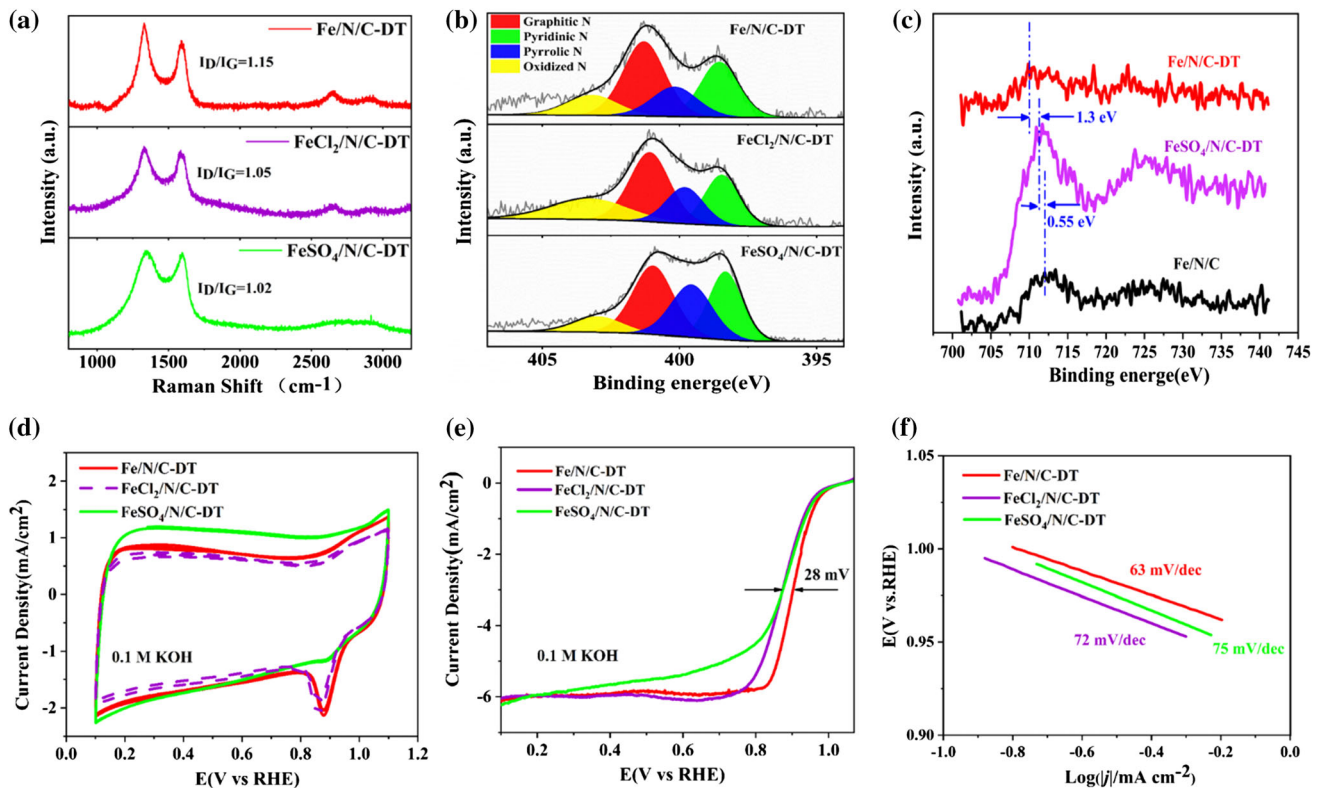 (a)
Fe/N/C-DT
ID/IG=1.15
FeCl2/N/C-DT
ID/IG=1.05
FeSO4/N/C-DT
ID/IG=1.02
Intensity (a.u.)
1000 1500 2000 2500 3000
Raman Shift (cm-1)
(b)
Graphitic N
Pyridinic N
Pyrrolic N
Oxidized N
Fe/N/C-DT
FeCl2/N/C-DT
FeSO4/N/C-DT
Intensity (a.u.)
405 400 395
Binding energe(eV)
(c)
Fe/N/C-DT
1.3 eV
FeSO4/N/C-DT
0.55 eV
Fe/N/C
Intensity (a.u.)
700 705 710 715 720 725 730 735 740 745
Binding energe(eV)
(d)
Fe/N/C-DT
FeCl2/N/C-DT
FeSO4/N/C-DT
0.1 M KOH
2
1
0
-1
-2
Current Density(mA/cm2)
0.0 0.2 0.4 0.6 0.8 1.0 1.2
E(V vs RHE)
(e)
Fe/N/C-DT
FeCl2/N/C-DT
FeSO4/N/C-DT
28 mV
0.1 M KOH
0
-2
-4
-6
Current Density(mA/cm2)
0.2 0.4 0.6 0.8 1.0
E(V vs RHE)
(f)
Fe/N/C-DT
FeCl2/N/C-DT
FeSO4/N/C-DT
63 mV/dec
72 mV/dec
75 mV/dec
1.05
1.00
0.95
0.90
E(V vs.RHE)
-1.0 -0.8 -0.6 -0.4 -0.2 0.0
Log(|j|/mA cm-2)